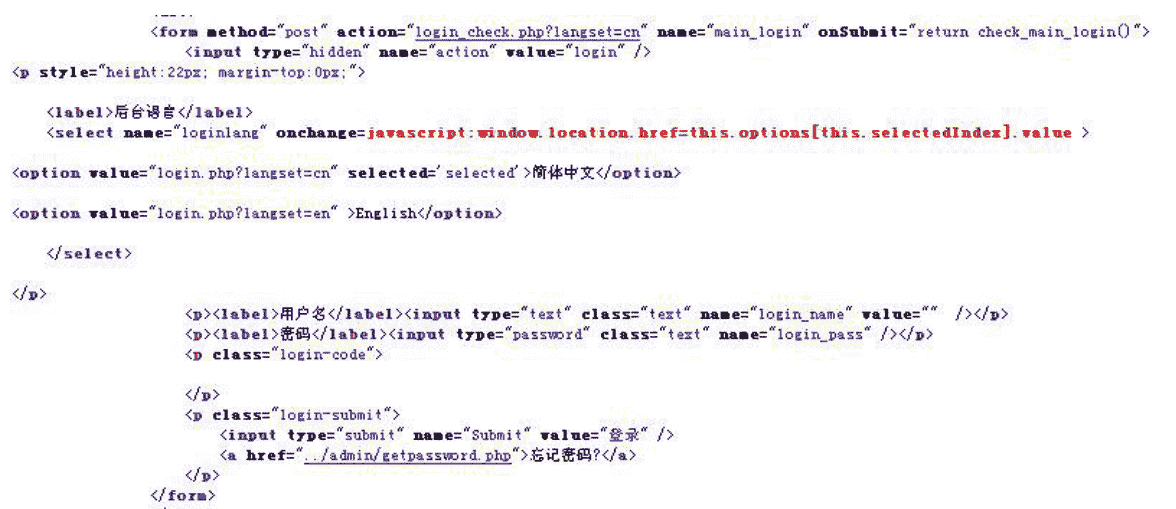 <form method="post" action="login_check.php?langset=cn" name="main_login" onSubmit="return check_main_login()">
<input type="hidden" name="action" value="login" />
<p style="height:22px; margin-top:0px;">
<label>后台语言</label>
<select name="loginlang" onchange=javascript:window.location.href=this.options[this.selectedIndex].value >
<option value="login.php?langset=cn" selected='selected'>简体中文</option>
<option value="login.php?langset=en" >English</option>
</select>
</p>
<p><label>用户名</label><input type="text" class="text" name="login_name" value="" /></p>
<p><label>密码</label><input type="password" class="text" name="login_pass" /></p>
<p class="login-code">
</p>
<p class="login-submit">
<input type="submit" name="Submit" value="登录" />
<a href="../admin/getpassword.php">忘记密码?</a>
</p>
</form>